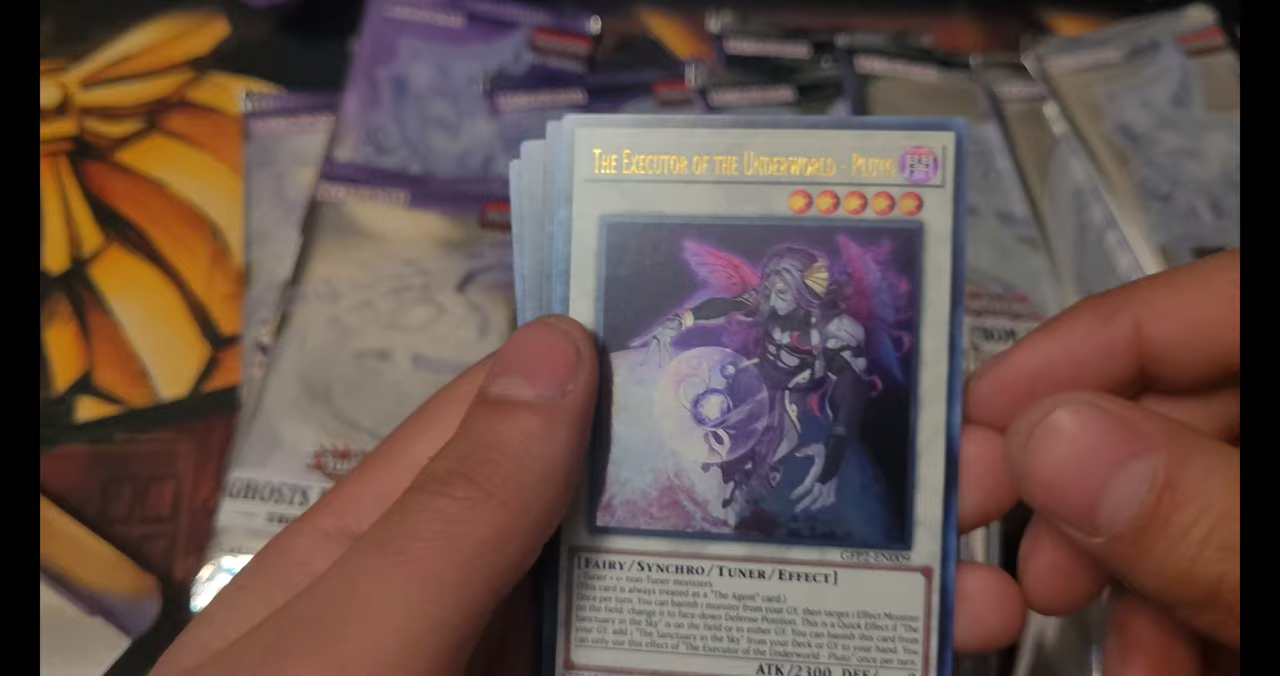 THE EXECUTOR OF THE UNDERWORLD - PLUTO
闇
GFP2-EN009
[FAIRY/SYNCHRO/TUNER/EFFECT]
1 Tuner + 1+ non-Tuner monsters
(This card is always treated as a "The Agent" card.)
Once per turn: You can banish 1 monster from your GY, then target 1 Effect Monster
on the field; change it to face-down Defense Position. This is a Quick Effect if "The
Sanctuary in the Sky" is on the field or in either GY. You can banish this card from
your GY; add 1 "The Sanctuary in the Sky" from your Deck or GY to your hand. You
can only use this effect of "The Executor of the Underworld - Pluto" once per turn.
ATK/2300 DEF/
GHOSTS